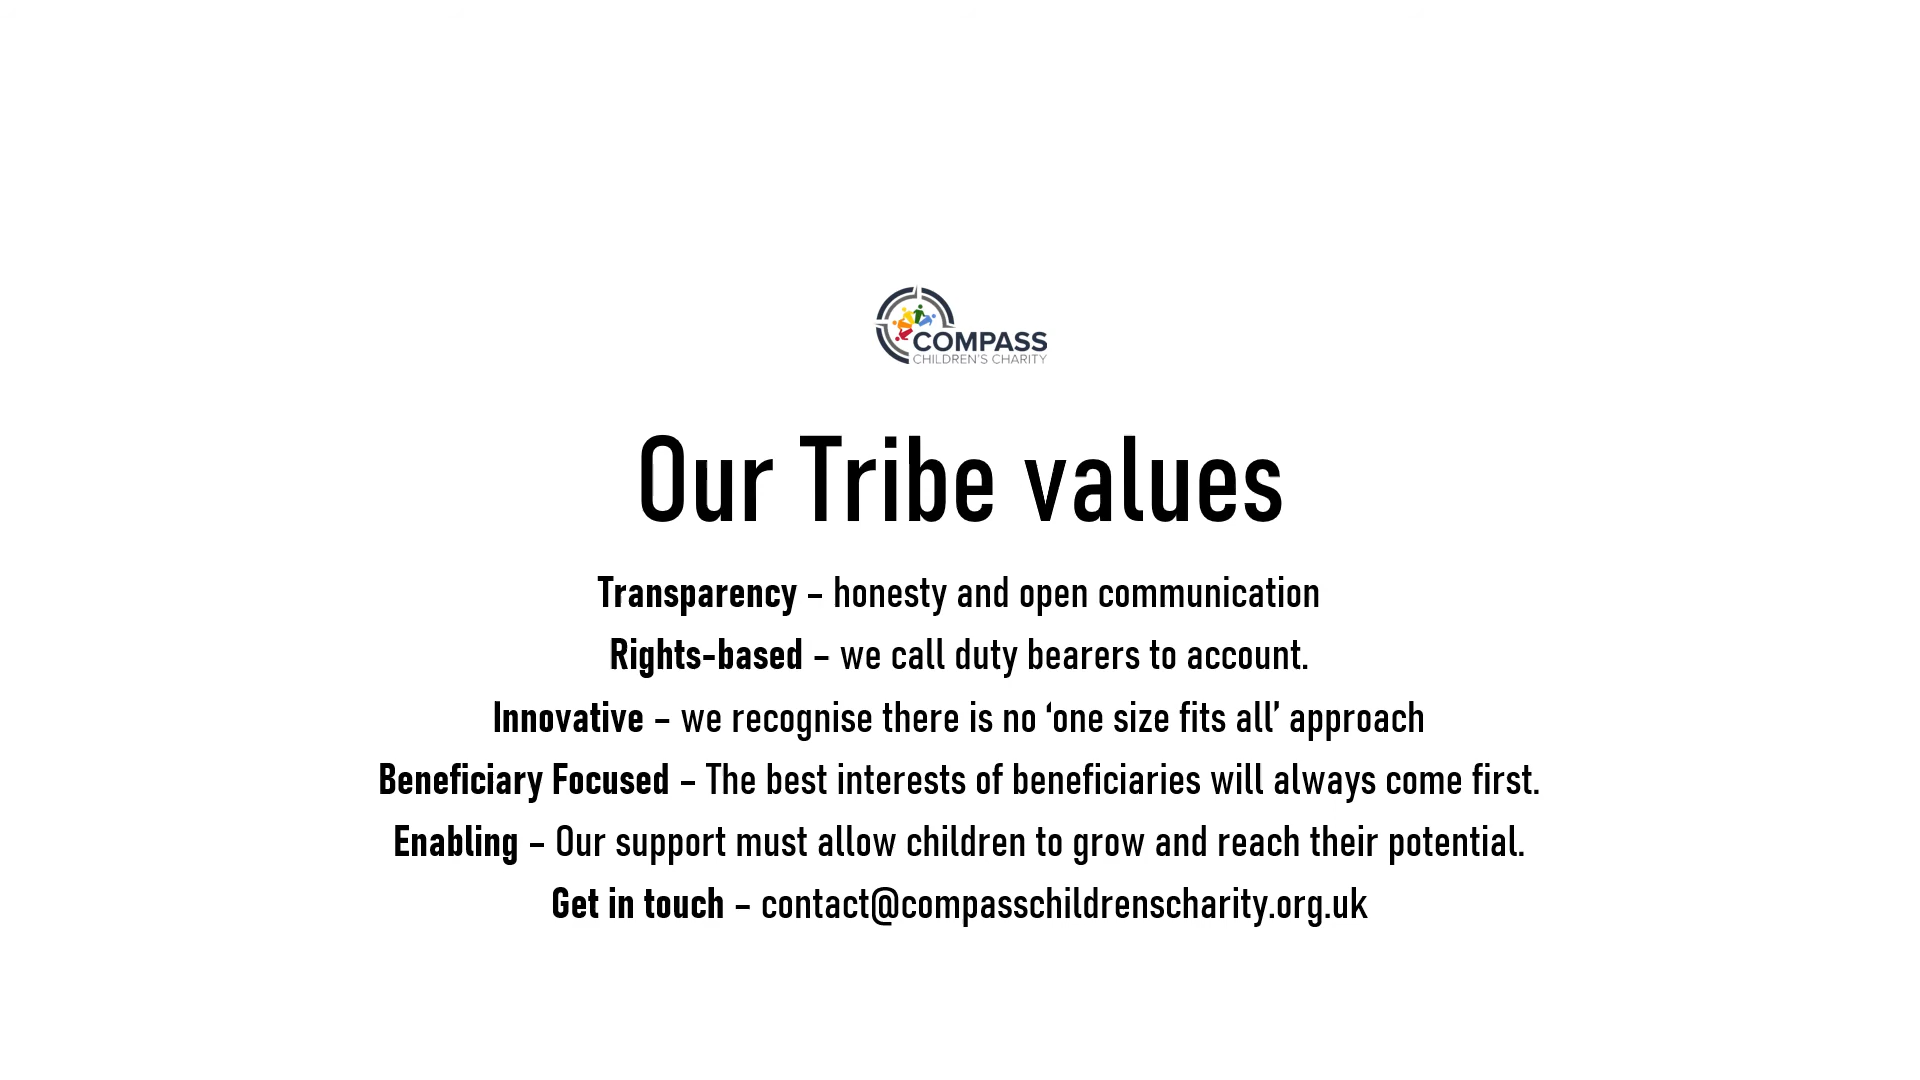 COMPASS
CHILDREN'S CHARITY
Our Tribe values
Transparency – honesty and open communication
Rights-based – we call duty bearers to account.
Innovative – we recognise there is no ‘one size fits all’ approach
Beneficiary Focused – The best interests of beneficiaries will always come first.
Enabling – Our support must allow children to grow and reach their potential.
Get in touch – contact@compasschildrenscharity.org.uk